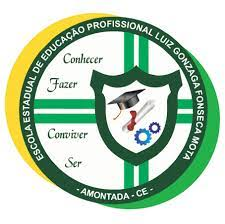 ESCOLA ESTADUAL DE EDUCAÇÃO PROFISSIONAL LUIZ GONZAGA FONSECA MOTA
Conhecer
Fazer
Conviver
Ser
- AMONTADA - CE -